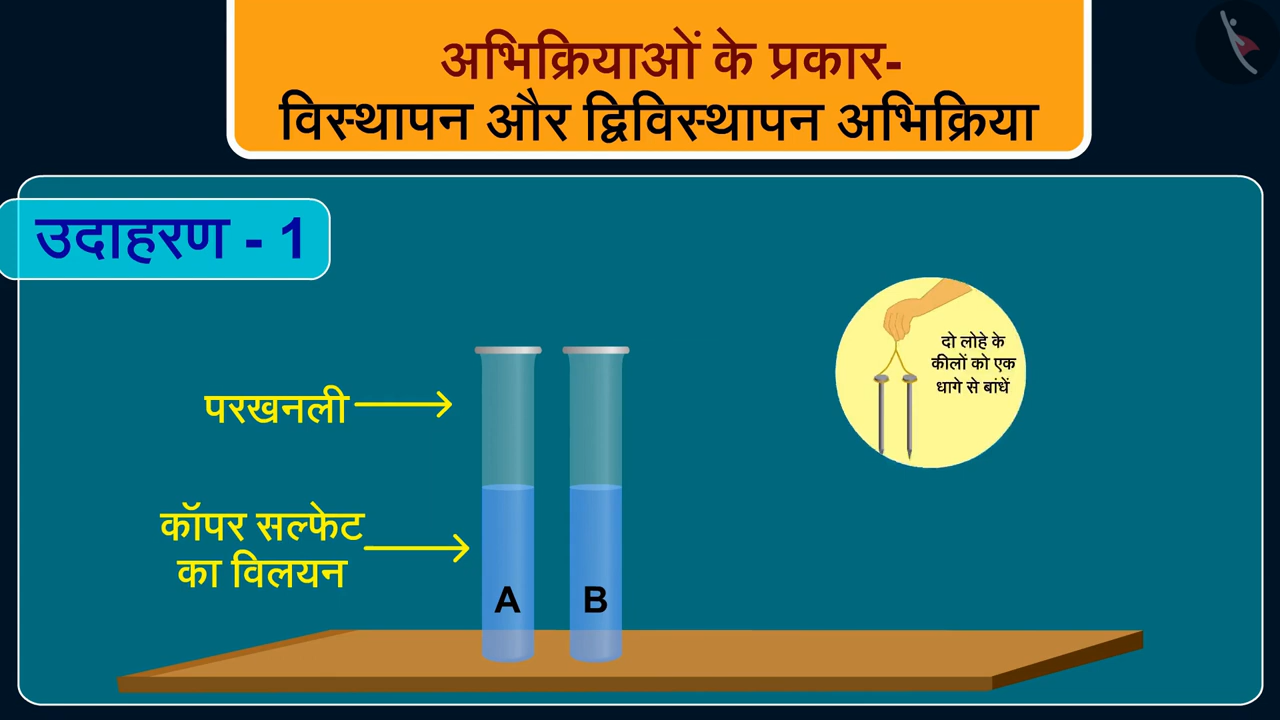 अभिक्रियाओं के प्रकार-
विस्थापन और द्विविस्थापन अभिक्रिया
उदाहरण - 1
दो लोहे के
कीलों को एक
धागे से बांधें
परखनली
कॉपर सल्फेट
का विलयन
A
B